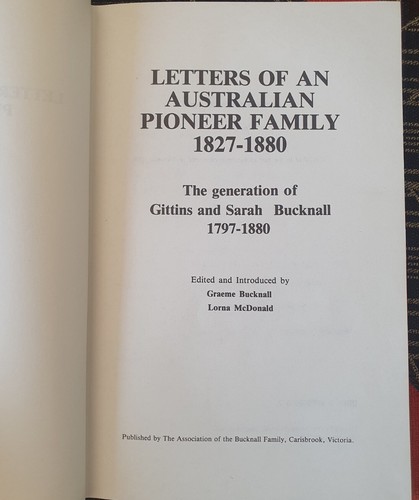 LETTERS OF AN
AUSTRALIAN
PIONEER FAMILY
1827-1880
The generation of
Gittins and Sarah Bucknall
1797-1880
Edited and Introduced by
Graeme Bucknall
Lorna McDonald
Published by The Association of the Bucknall Family, Carisbrook, Victoria.